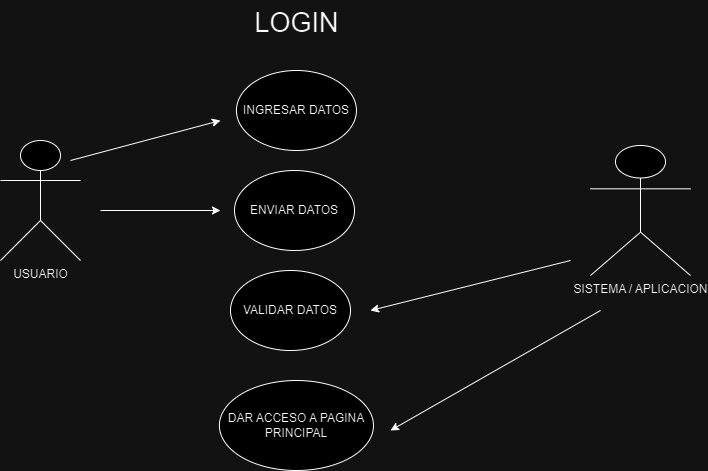 LOGIN
INGRESAR DATOS
ENVIAR DATOS
USUARIO
VALIDAR DATOS
SISTEMA / APLICACION
DAR ACCESO A PAGINA
PRINCIPAL